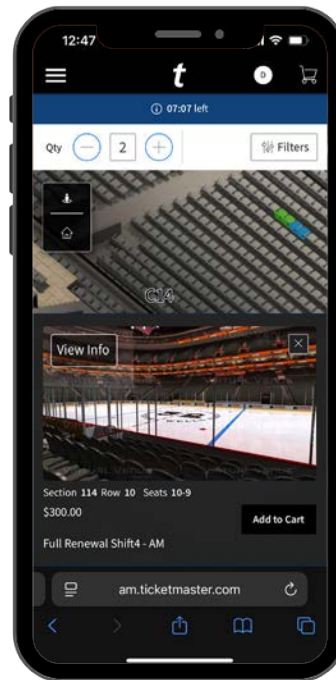 12:47
t
D
07:07 left
Qty
2
Filters
C14
View Info
Section 114 Row 10 Seats 10-9
$300.00
Add to Cart
Full Renewal Shift4 - AM
am.ticketmaster.com